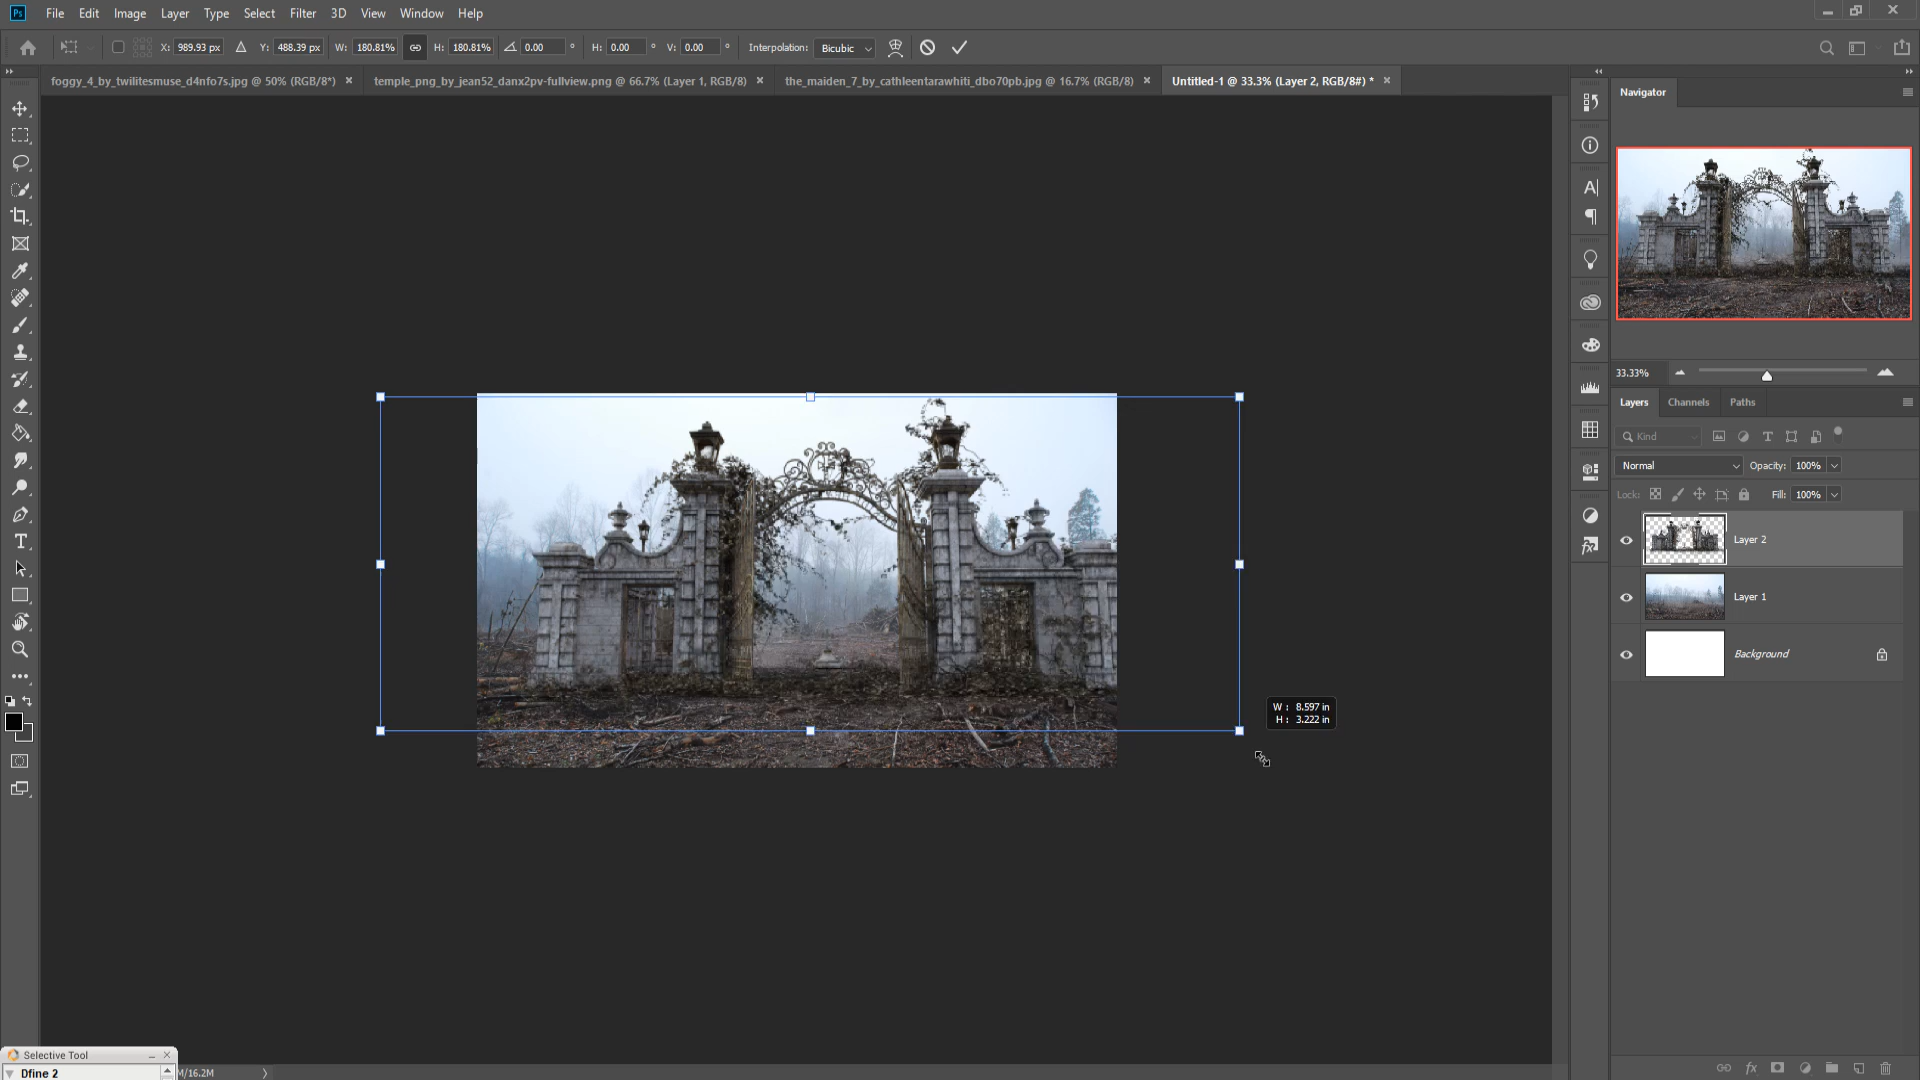 Ps File Edit Image Layer Type Select Filter 3D View Window Help
X: 989.93 px Y: 488.39 px W: 180.81% H: 180.81% 0.00 ° H: 0.00 ° V: 0.00 ° Interpolation: Bicubic
foggy_4_by_twilitesmuse_d4nfo7s.jpg @ 50% (RGB/8*) × temple_png_by_jean52_danx2pv-fullview.png @ 66.7% (Layer 1, RGB/8) × the_maiden_7_by_cathleentarawhiti_dbo70pb.jpg @ 16.7% (RGB/8) × Untitled-1 @ 33.3% (Layer 2, RGB/8#) * ×
Navigator
33.33%
Layers Channels Paths
Kind
Normal Opacity: 100%
Lock: Fill: 100%
Layer 2
Layer 1
Background
W : 8.597 in
H : 3.222 in
Selective Tool
Dfine 2
M/16.2M